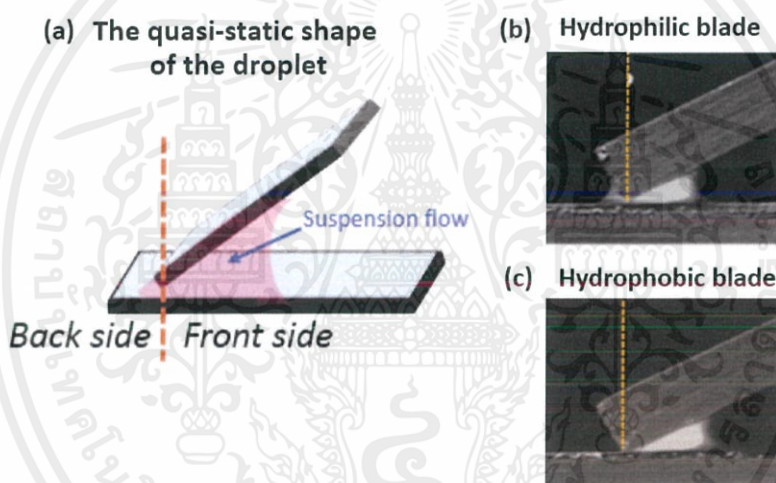 (a) The quasi-static shape
of the droplet
Suspension flow
Back side
Front side
(b) Hydrophilic blade
(c) Hydrophobic blade